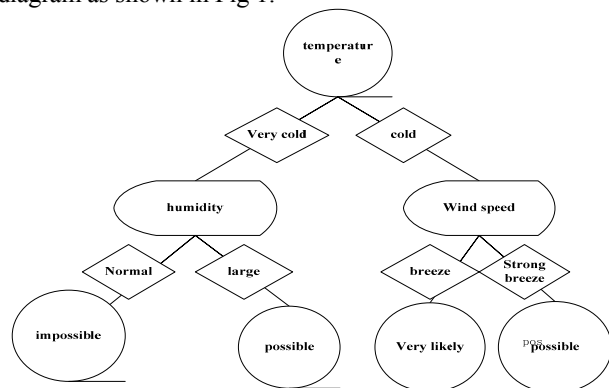 diagram as shown in Fig 1.
temperatur
e
Very cold
cold
humidity
Wind speed
Normal
large
breeze
Strong
breeze
impossible
possible
Very likely
pos
possible